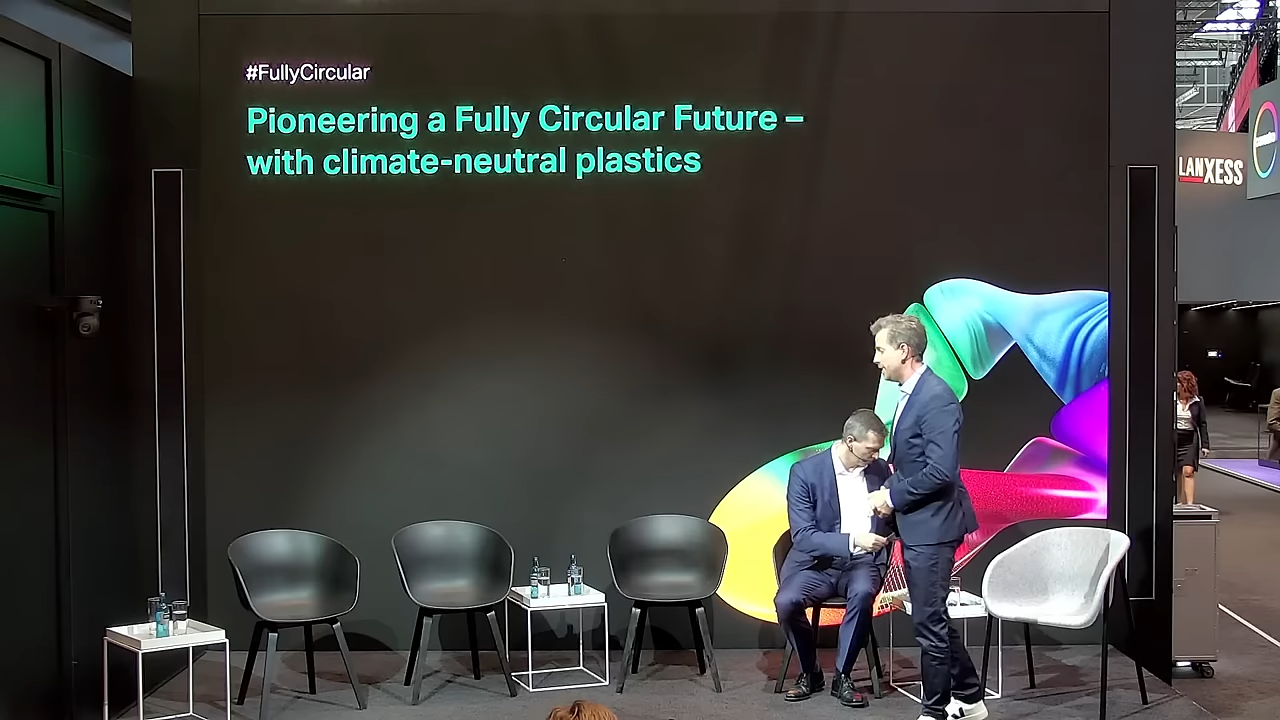 #FullyCircular
Pioneering a Fully Circular Future –
with climate-neutral plastics
LANXESS